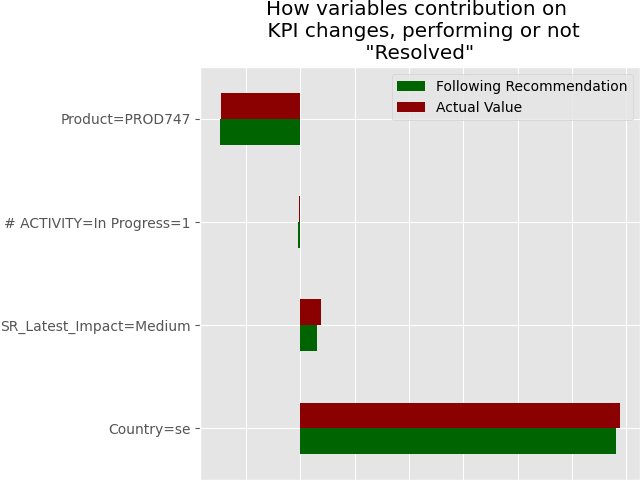 How variables contribution on
KPI changes, performing or not
"Resolved"
Following Recommendation
Actual Value
Product=PROD747
# ACTIVITY=In Progress=1
SR_Latest_Impact=Medium
Country=se